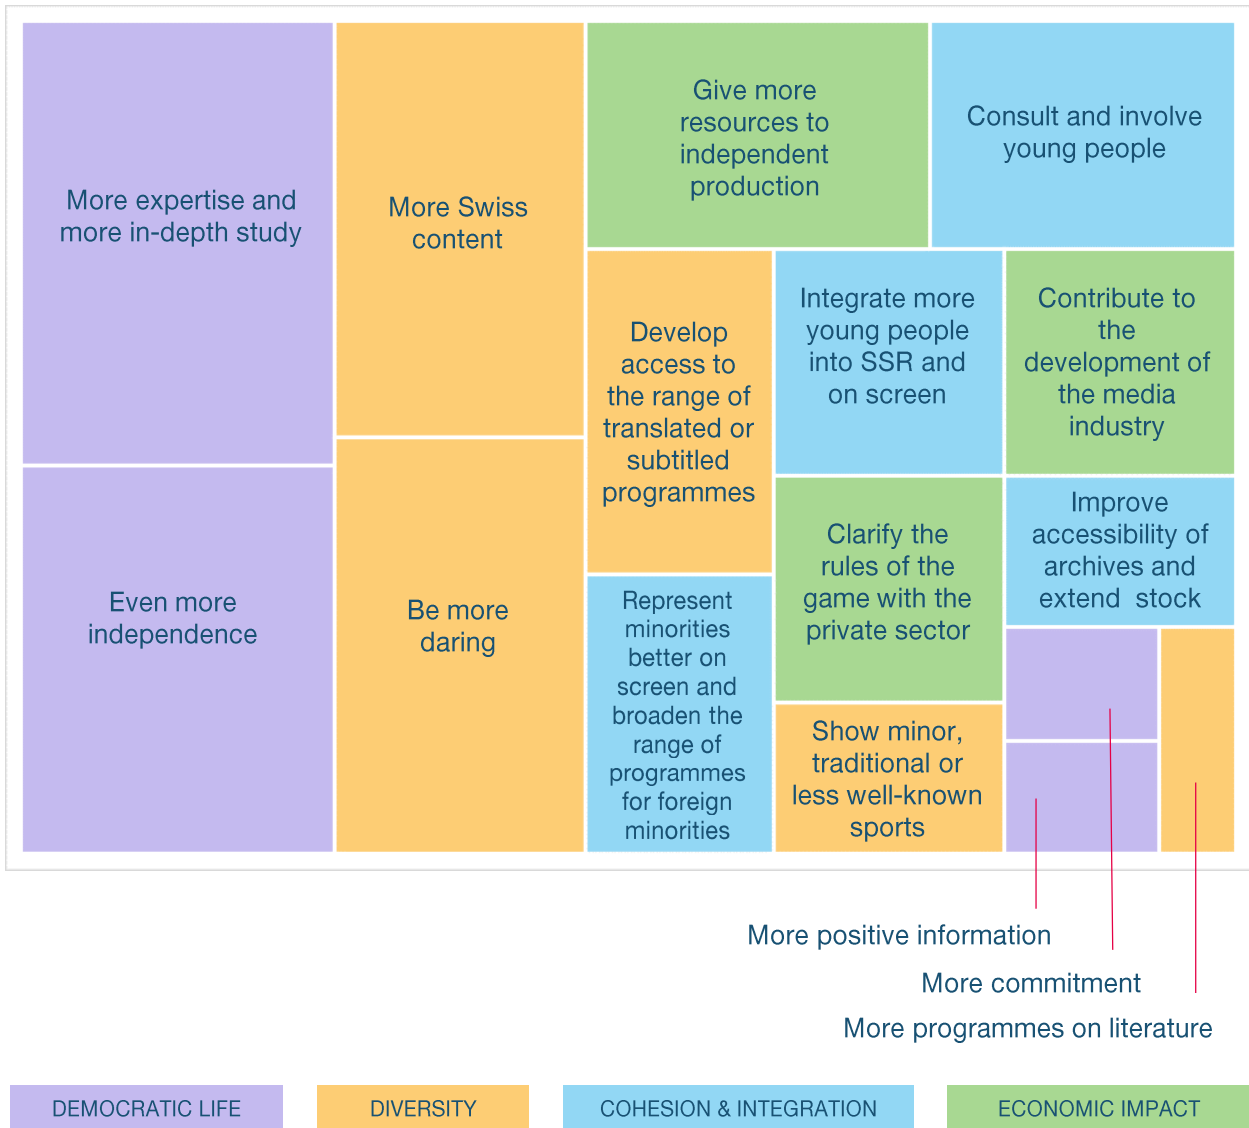 More expertise and
more in-depth study
More Swiss
content
Give more
resources to
independent
production
Consult and involve
young people
Develop
access to
the range of
translated or
subtitled
programmes
Integrate more
young people
into SSR and
on screen
Contribute to
the
development of
the media
industry
Even more
independence
Be more
daring
Represent
minorities
better on
screen and
broaden the
range of
programmes
for foreign
minorities
Clarify the
rules of the
game with the
private sector
Improve
accessibility of
archives and
extend stock
Show minor,
traditional or
less well-known
sports
More positive information
More commitment
More programmes on literature
DEMOCRATIC LIFE
DIVERSITY
COHESION & INTEGRATION
ECONOMIC IMPACT